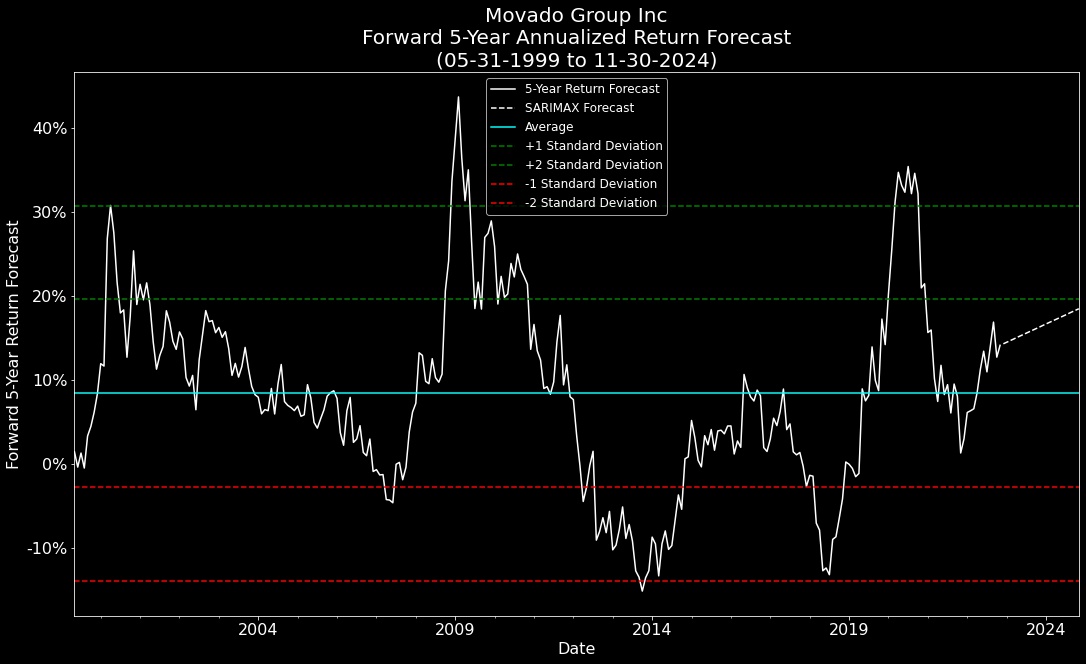 Movado Group Inc
Forward 5-Year Annualized Return Forecast
(05-31-1999 to 11-30-2024)
5-Year Return Forecast
SARIMAX Forecast
Average
+1 Standard Deviation
+2 Standard Deviation
-1 Standard Deviation
-2 Standard Deviation
Forward 5-Year Return Forecast
40%
30%
20%
10%
0%
-10%
2004
2009
2014
2019
2024
Date